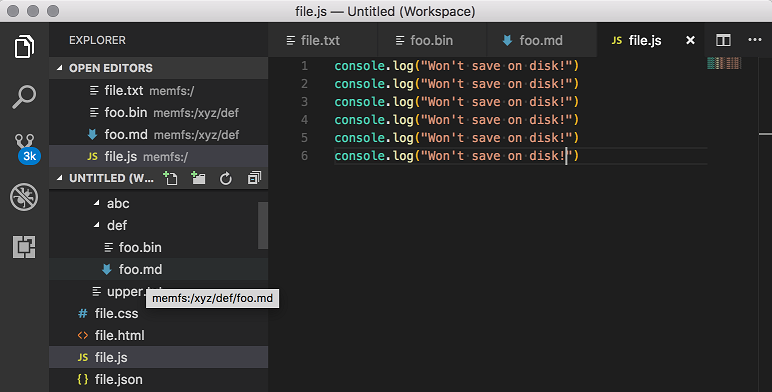 file.js — Untitled (Workspace)
EXPLORER
OPEN EDITORS
file.txt memfs:/
foo.bin memfs:/xyz/def
foo.md memfs:/xyz/def
JS file.js memfs:/
3k
UNTITLED (W...
abc
def
foo.bin
foo.md
upper.
memfs:/xyz/def/foo.md
# file.css
<> file.html
JS file.js
{ } file.json
file.txt foo.bin foo.md JS file.js
1 console.log("Won't save on disk!")
2 console.log("Won't save on disk!")
3 console.log("Won't save on disk!")
4 console.log("Won't save on disk!")
5 console.log("Won't save on disk!")
6 console.log("Won't save on disk!")